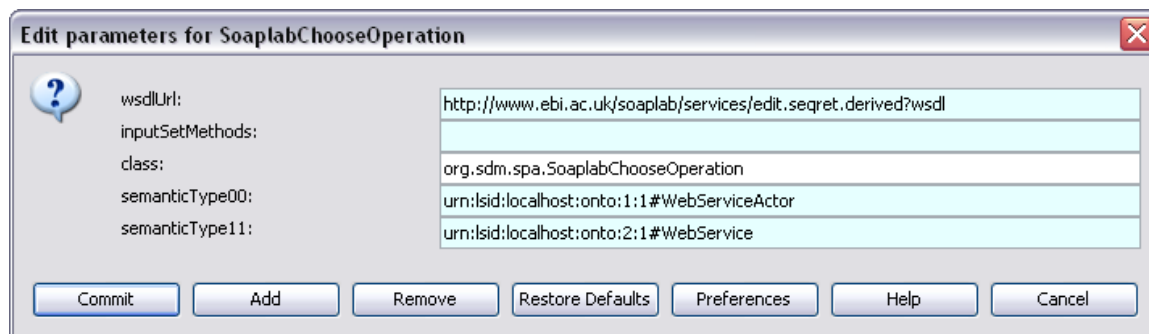 Edit parameters for SoaplabChooseOperation
wsdlUrl: http://www.ebi.ac.uk/soaplab/services/edit.seqret.derived?wsdl
inputSetMethods:
class: org.sdm.spa.SoaplabChooseOperation
semanticType00: urn:lsid:localhost:onto:1:1#WebServiceActor
semanticType11: urn:lsid:localhost:onto:2:1#WebService
Commit Add Remove Restore Defaults Preferences Help Cancel